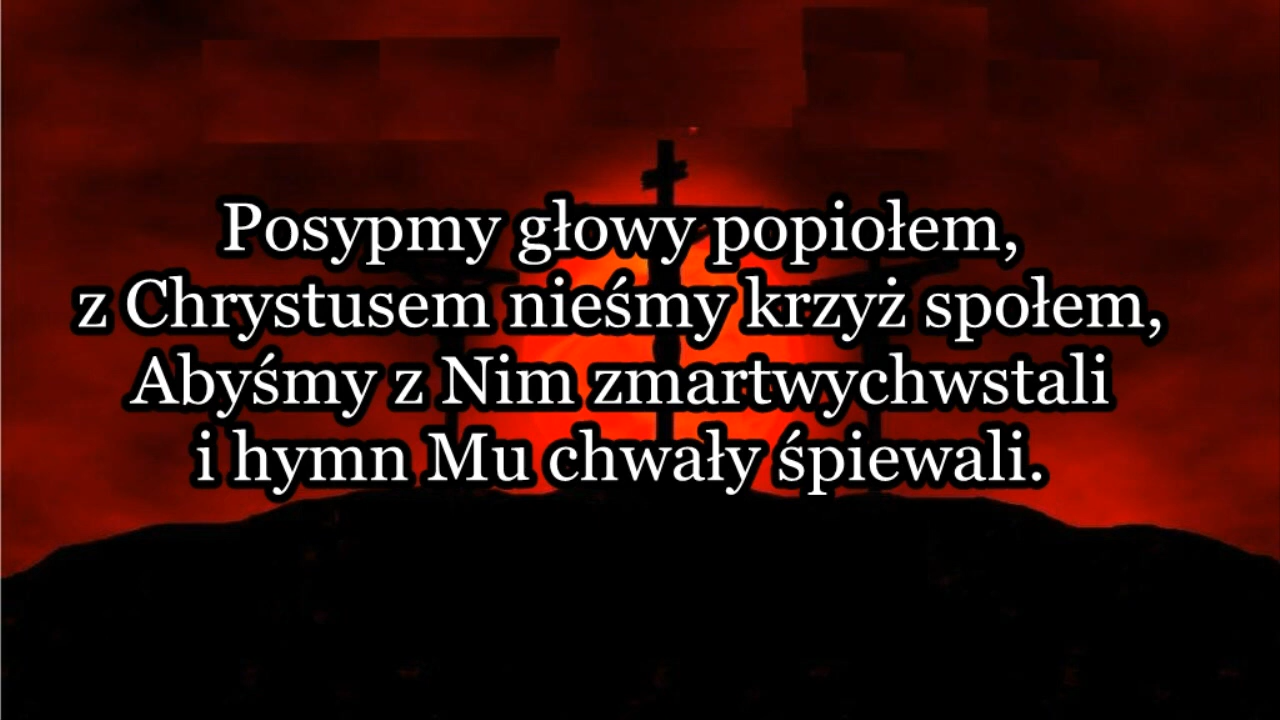 Posypmy głowy popiołem,
z Chrystusem nieśmy krzyż społem,
Abyśmy z Nim zmartwychwstali
i hymn Mu chwały śpiewali.